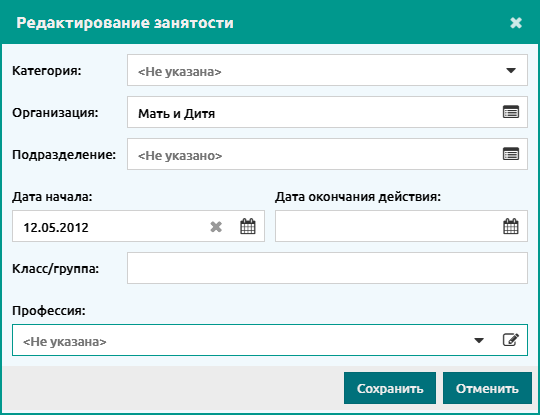 Редактирование занятости
Категория: <Не указана>
Организация: Мать и Дитя
Подразделение: <Не указано>
Дата начала: Дата окончания действия:
12.05.2012
Класс/группа:
Профессия:
<Не указана>
Сохранить Отменить